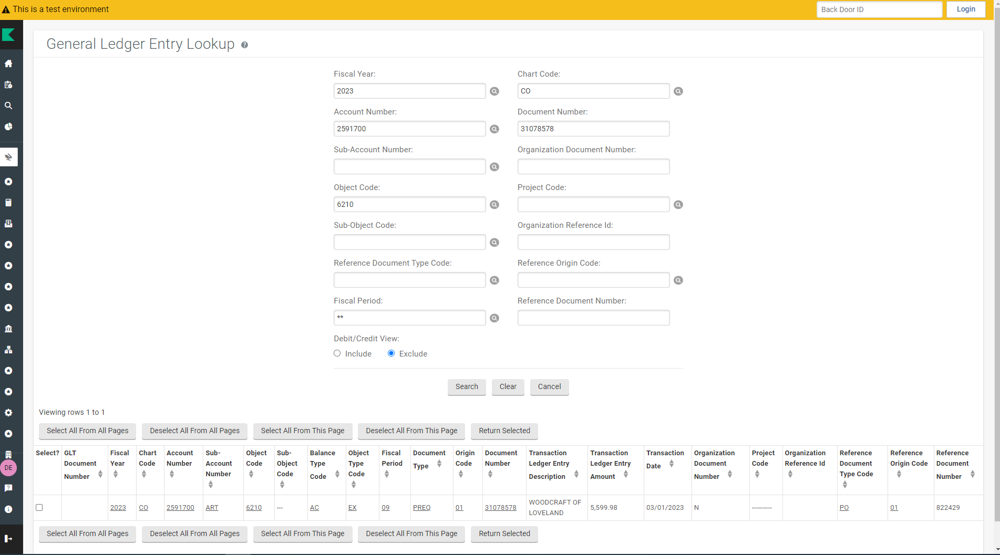 This is a test environment
Back Door ID
Login
General Ledger Entry Lookup ?
Fiscal Year:
2023
Chart Code:
CO
Account Number:
2591700
Document Number:
31078578
Sub-Account Number:
Organization Document Number:
Object Code:
6210
Project Code:
Sub-Object Code:
Organization Reference Id:
Reference Document Type Code:
Reference Origin Code:
Fiscal Period:
**
Reference Document Number:
Debit/Credit View:
Include Exclude
Search Clear Cancel
Viewing rows 1 to 1
Select All From All Pages Deselect All From All Pages Select All From This Page Deselect All From This Page Return Selected
Select?
GLT
Document
Number
Fiscal
Year
Chart
Code
Account
Number
Sub-
Account
Number
Object
Code
Sub-
Object
Code
Balance
Type
Code
Object
Type
Code
Fiscal
Period
Document
Type
Origin
Code
Document
Number
Transaction
Ledger Entry
Description
Transaction
Ledger Entry
Amount
Transaction
Date
Organization
Document
Number
Project
Code
Organization
Reference Id
Reference
Document
Type Code
Reference
Origin Code
Reference
Document
Number
2023
CO
2591700
ART
6210
---
AC
EX
09
PREQ
01
31078578
WOODCRAFT OF
LOVELAND
5,599.98
03/01/2023
N
----------
PO
01
822429
Select All From All Pages Deselect All From All Pages Select All From This Page Deselect All From This Page Return Selected
DE